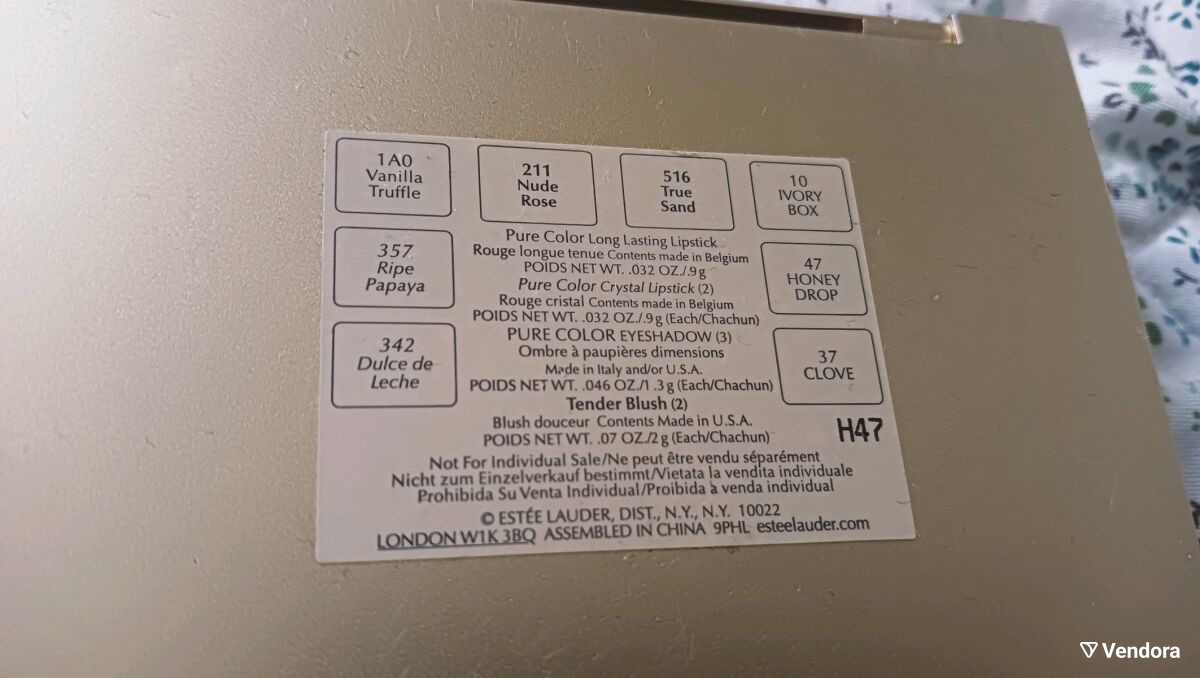 1A0
Vanilla
Truffle
211
Nude
Rose
516
True
Sand
10
IVORY
BOX
357
Ripe
Papaya
47
HONEY
DROP
342
Dulce de
Leche
37
CLOVE
Pure Color Long Lasting Lipstick
Rouge longue tenue Contents made in Belgium
POIDS NET WT. .032 OZ./.9g
Pure Color Crystal Lipstick (2)
Rouge cristal Contents made in Belgium
POIDS NET WT. .032 OZ./.9g (Each/Chachun)
PURE COLOR EYESHADOW (3)
Ombre à paupières dimensions
Made in Italy and/or U.S.A.
POIDS NET WT. .046 OZ./1.3g (Each/Chachun)
Tender Blush (2)
Blush douceur Contents Made in U.S.A.
POIDS NET WT. .07 OZ./2g (Each/Chachun)
H47
Not For Individual Sale/Ne peut être vendu séparément
Nicht zum Einzelverkauf bestimmt/Vietata la vendita individuale
Prohibida Su Venta Individual/Proibida à venda individual
© ESTÉE LAUDER, DIST., N.Y., N.Y. 10022
LONDON W1K 3BQ ASSEMBLED IN CHINA 9PHL esteelauder.com
Vendora